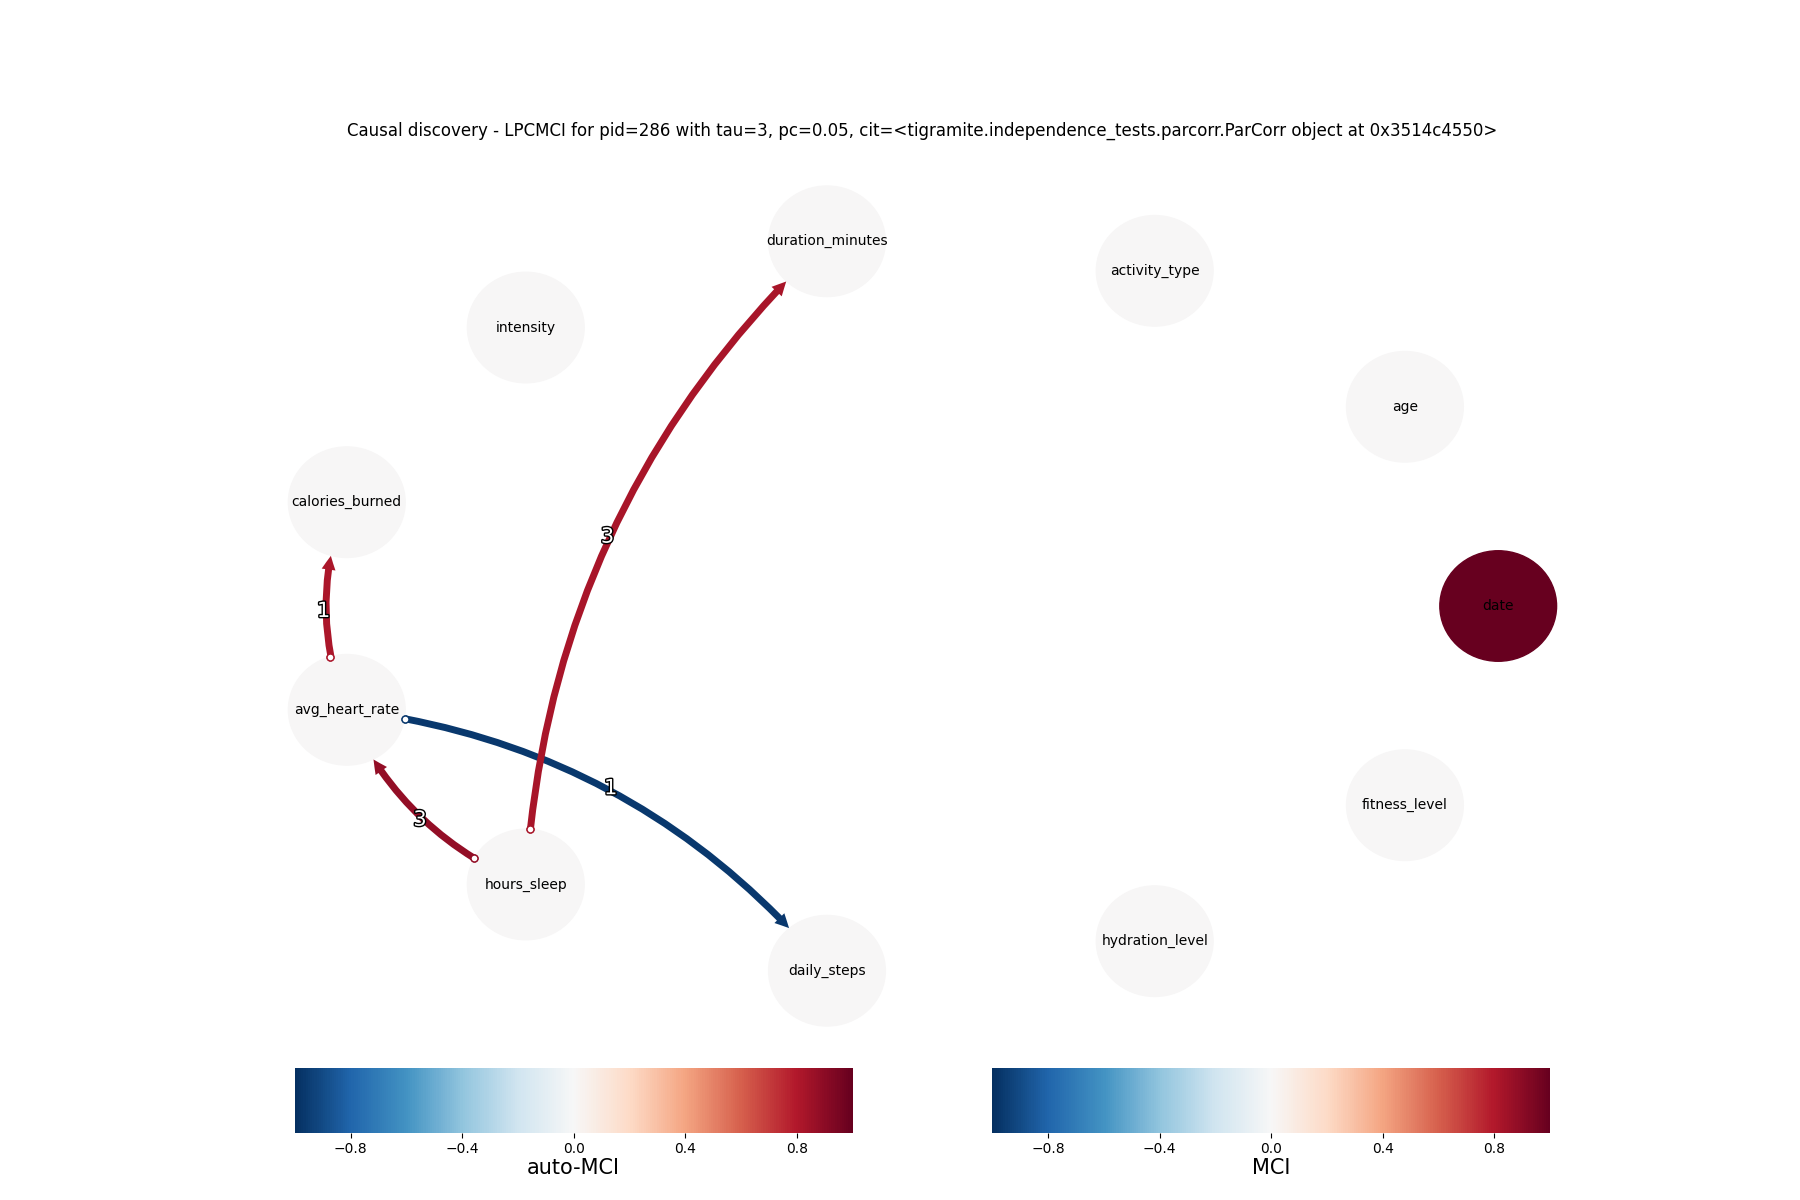 Causal discovery - LPCMCI for pid=286 with tau=3, pc=0.05, cit=<tigramite.independence_tests.parcorr.ParCorr object at 0x3514c4550>
duration_minutes
activity_type
intensity
age
calories_burned
3
date
1
avg_heart_rate
1
fitness_level
3
hours_sleep
hydration_level
daily_steps
−0.8 −0.4 0.0 0.4 0.8
auto-MCI
−0.8 −0.4 0.0 0.4 0.8
MCI